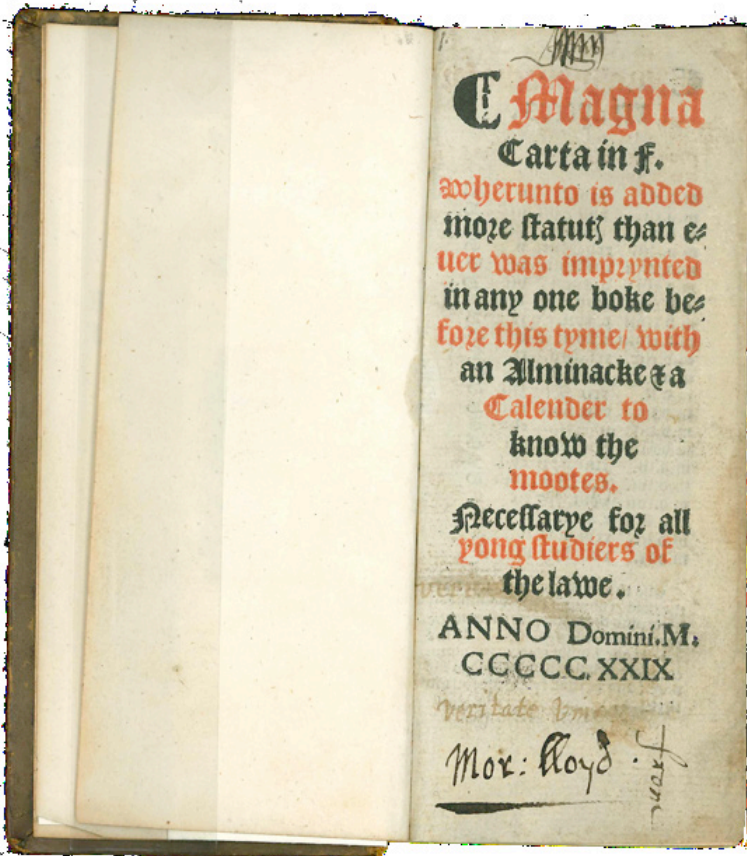 Magna
Carta in f.
wherunto is added
more statutꝫ than e⸗
uer was imprynted
in any one boke be⸗
fore this tyme/ with
an Alminacke & a
Calender to
know the
mootes.
Necessarye for all
yong studiers of
the lawe.
ANNO Domini.M.
CCCCC.XXIX
veritate
Mor: lloyd.